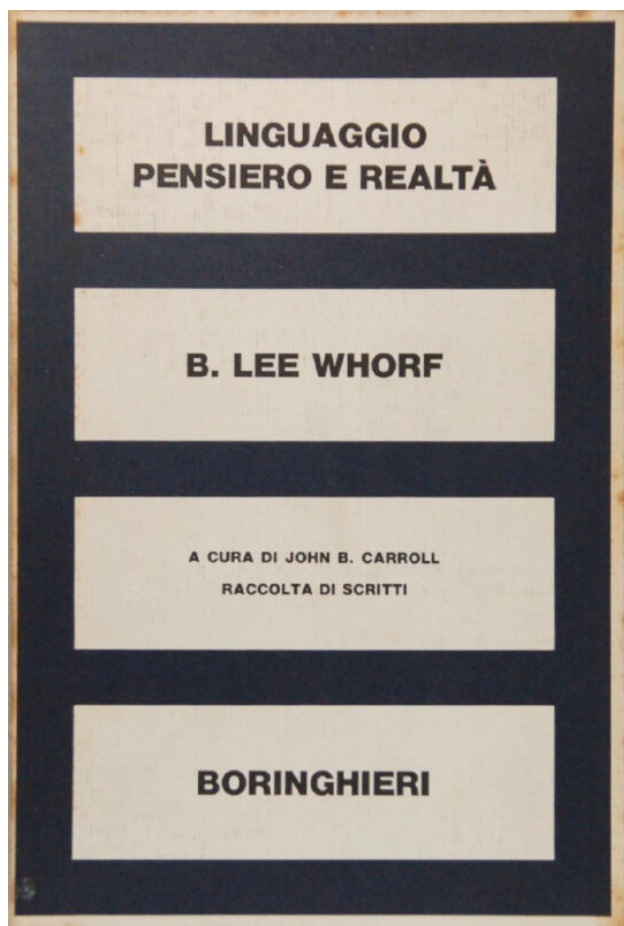 LINGUAGGIO
PENSIERO E REALTÀ
B. LEE WHORF
A CURA DI JOHN B. CARROLL
RACCOLTA DI SCRITTI
BORINGHIERI